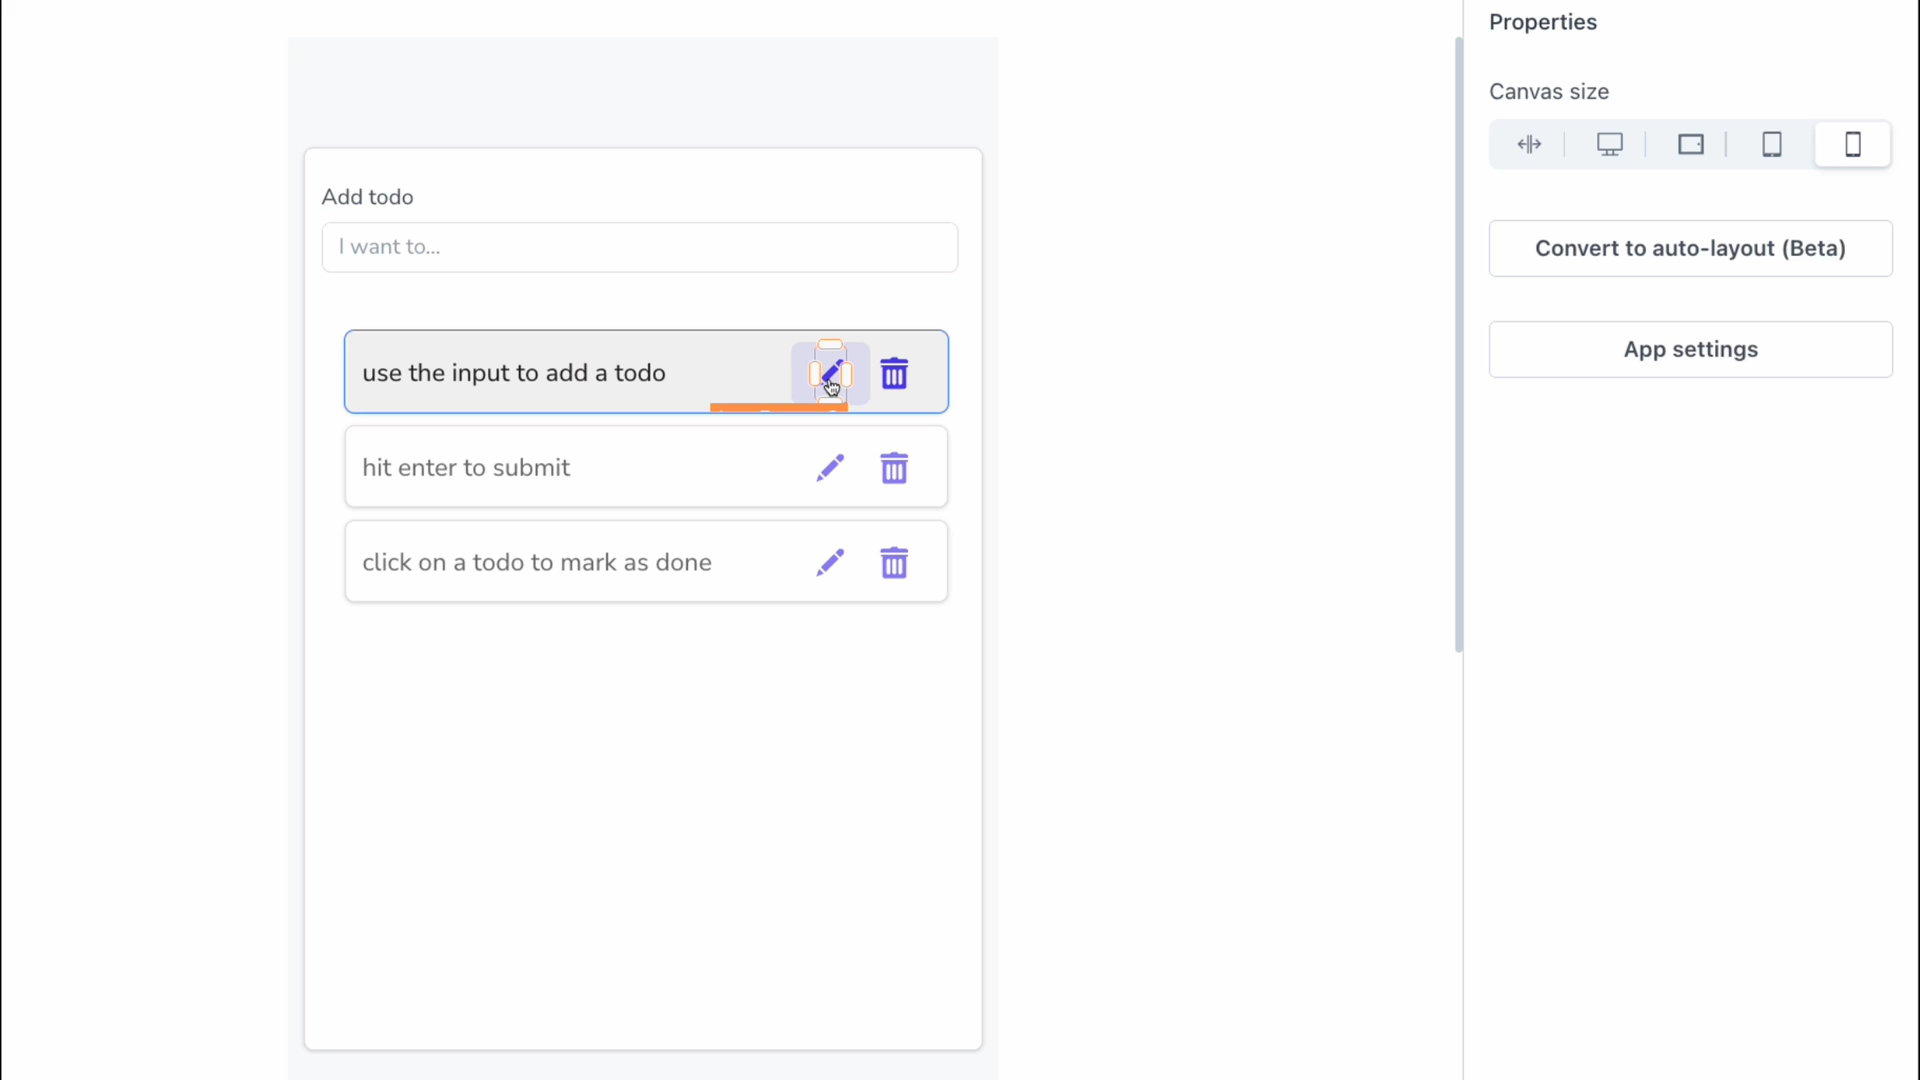 Properties
Canvas size
Convert to auto-layout (Beta)
App settings
Add todo
I want to...
use the input to add a todo
hit enter to submit
click on a todo to mark as done